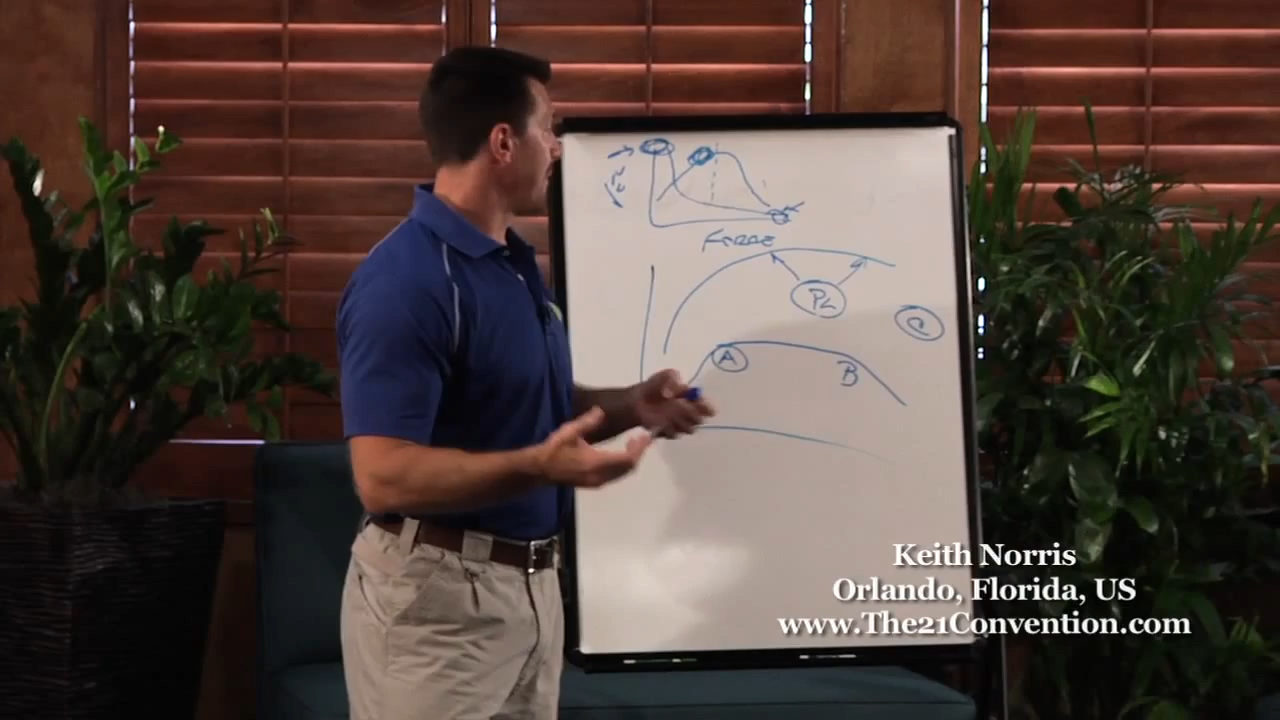 Force
PL
C
A
B
Keith Norris
Orlando, Florida, US
www.The21Convention.com